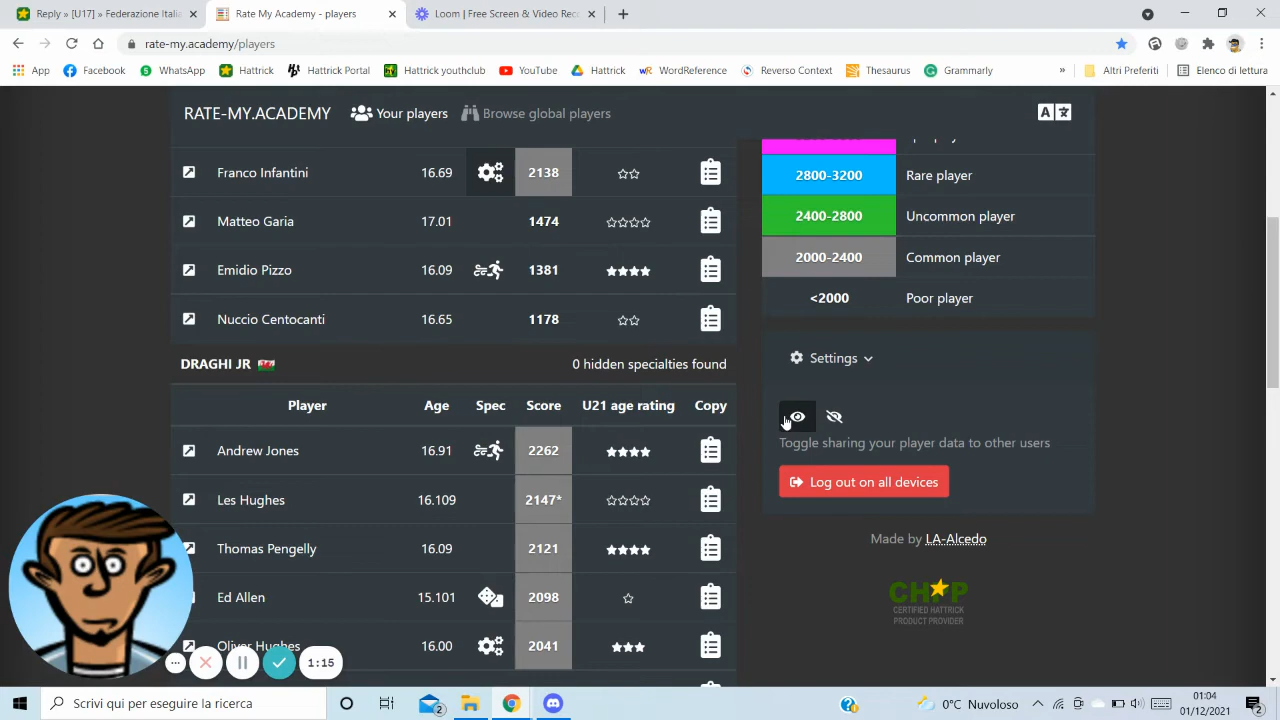 Reply » [U17] » Federazione Itali
Rate My Academy - players
Loom | Free Screen & Video Rec
rate-my.academy/players
App
Facebook
WhatsApp
Hattrick
Hattrick Portal
Hattrick youthclub
YouTube
Hattrick
WordReference
Reverso Context
Thesaurus
Grammarly
»
Altri Preferiti
Elenco di lettura
RATE-MY.ACADEMY Your players Browse global players
Franco Infantini 16.69 2138
Matteo Garia 17.01 1474
Emidio Pizzo 16.09 1381
Nuccio Centocanti 16.65 1178
DRAGHI JR 0 hidden specialties found
Player Age Spec Score U21 age rating Copy
Andrew Jones 16.91 2262
Les Hughes 16.109 2147*
Thomas Pengelly 16.09 2121
Ed Allen 15.101 2098
Oliver Hughes 16.00 2041
2800-3200 Rare player
2400-2800 Uncommon player
2000-2400 Common player
<2000 Poor player
Settings
Toggle sharing your player data to other users
Log out on all devices
Made by LA-Alcedo
CHPP
CERTIFIED HATTRICK
PRODUCT PROVIDER
1:15
Scrivi qui per eseguire la ricerca
2
0°C Nuvoloso
01:04
01/12/2021
2